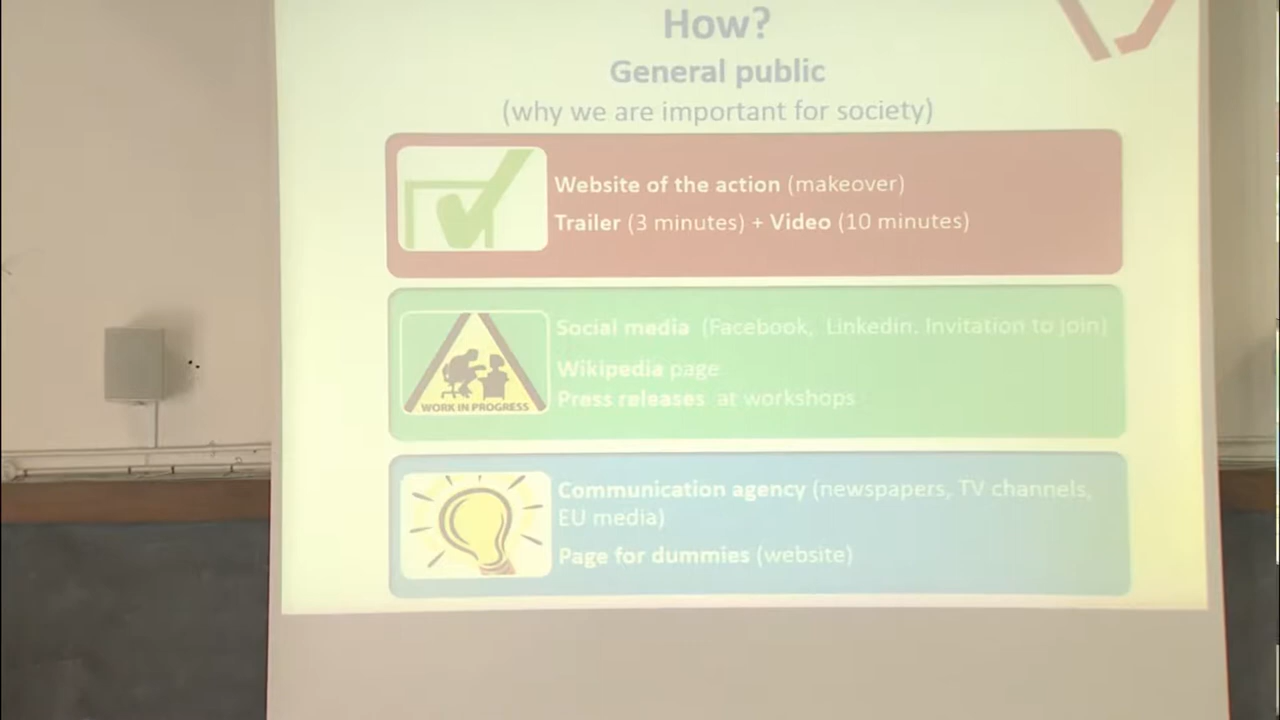 How?
General public
(why we are important for society)
Website of the action (makeover)
Trailer (3 minutes) + Video (10 minutes)
Social media (Facebook, Linkedin. Invitation to join)
Wikipedia page
Press releases at workshops
WORK IN PROGRESS
Communication agency (newspapers, TV channels,
EU media)
Page for dummies (website)